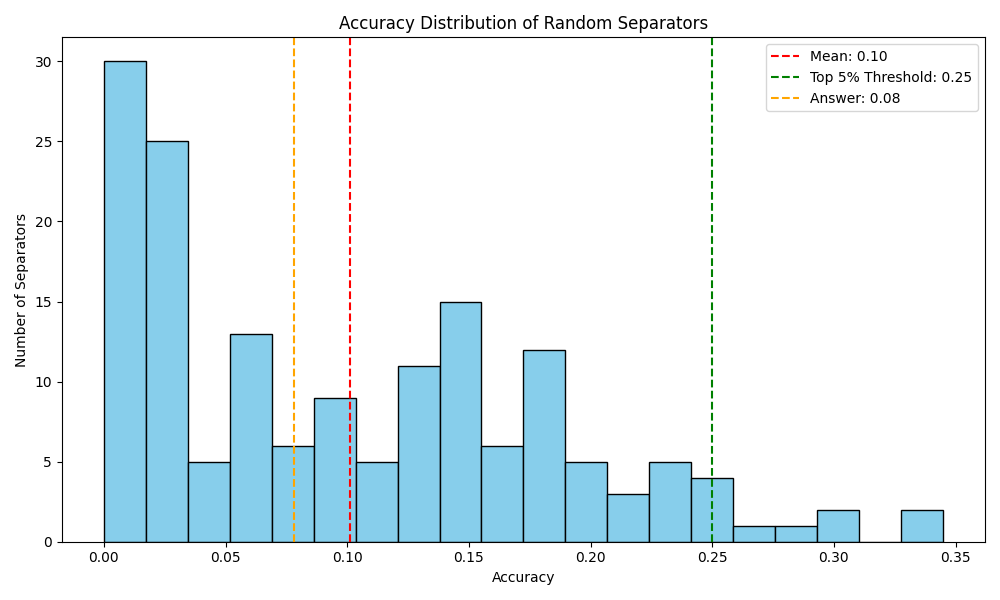 Accuracy Distribution of Random Separators
Mean: 0.10
Top 5% Threshold: 0.25
Answer: 0.08
Number of Separators
30
25
20
15
10
5
0
0.00 0.05 0.10 0.15 0.20 0.25 0.30 0.35
Accuracy